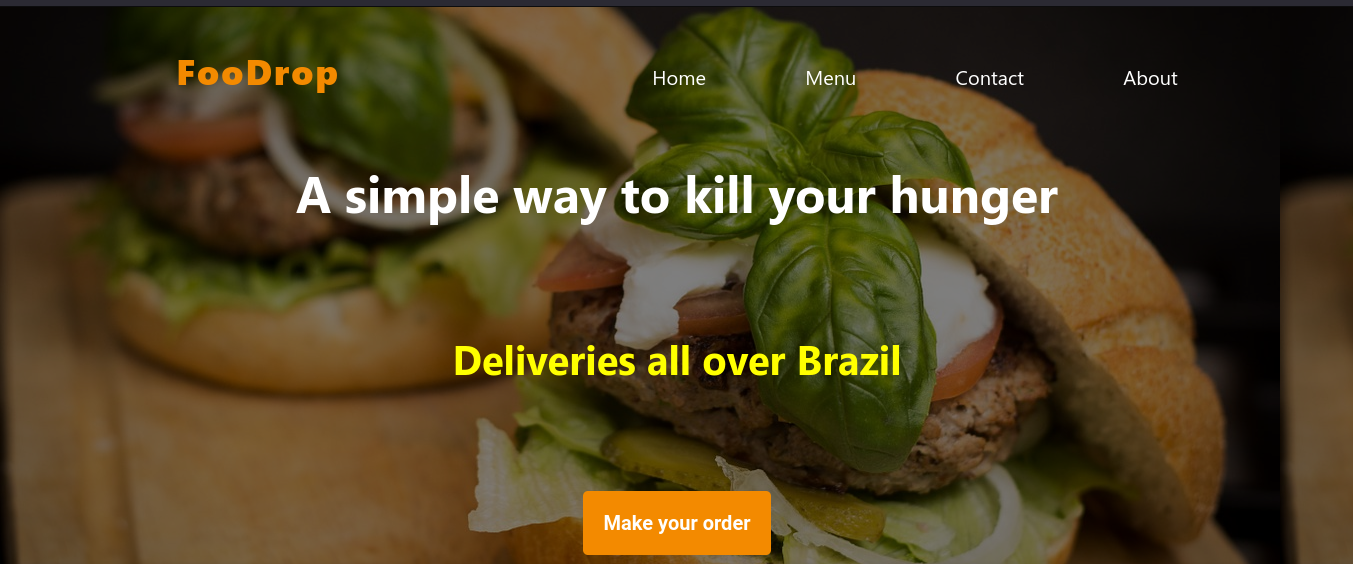 FooDrop
Home Menu Contact About
A simple way to kill your hunger
Deliveries all over Brazil
Make your order